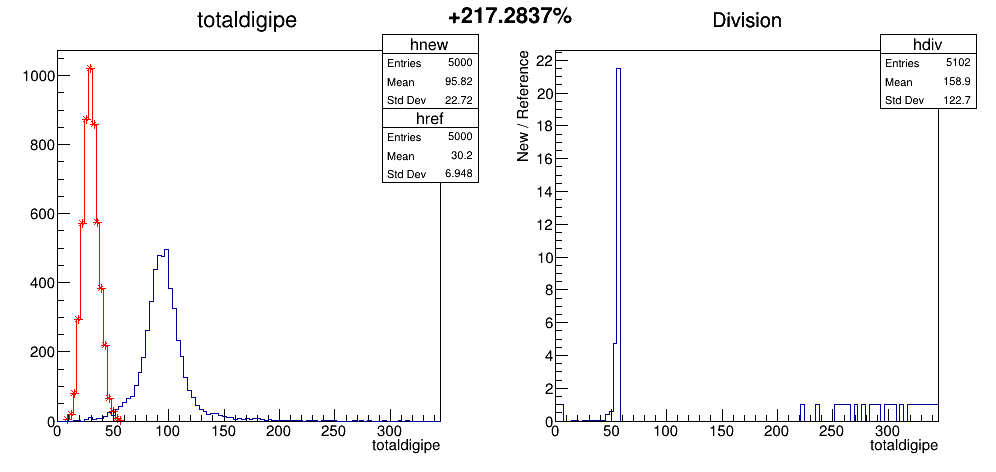 +217.2837%
totaldigipe
hnew
Entries 5000
Mean 95.82
Std Dev 22.72
href
Entries 5000
Mean 30.2
Std Dev 6.948
1000
800
600
400
200
0
0 50 100 150 200 250 300
totaldigipe
Division
hdiv
Entries 5102
Mean 158.9
Std Dev 122.7
New / Reference
22
20
18
16
14
12
10
8
6
4
2
0
0 50 100 150 200 250 300
totaldigipe